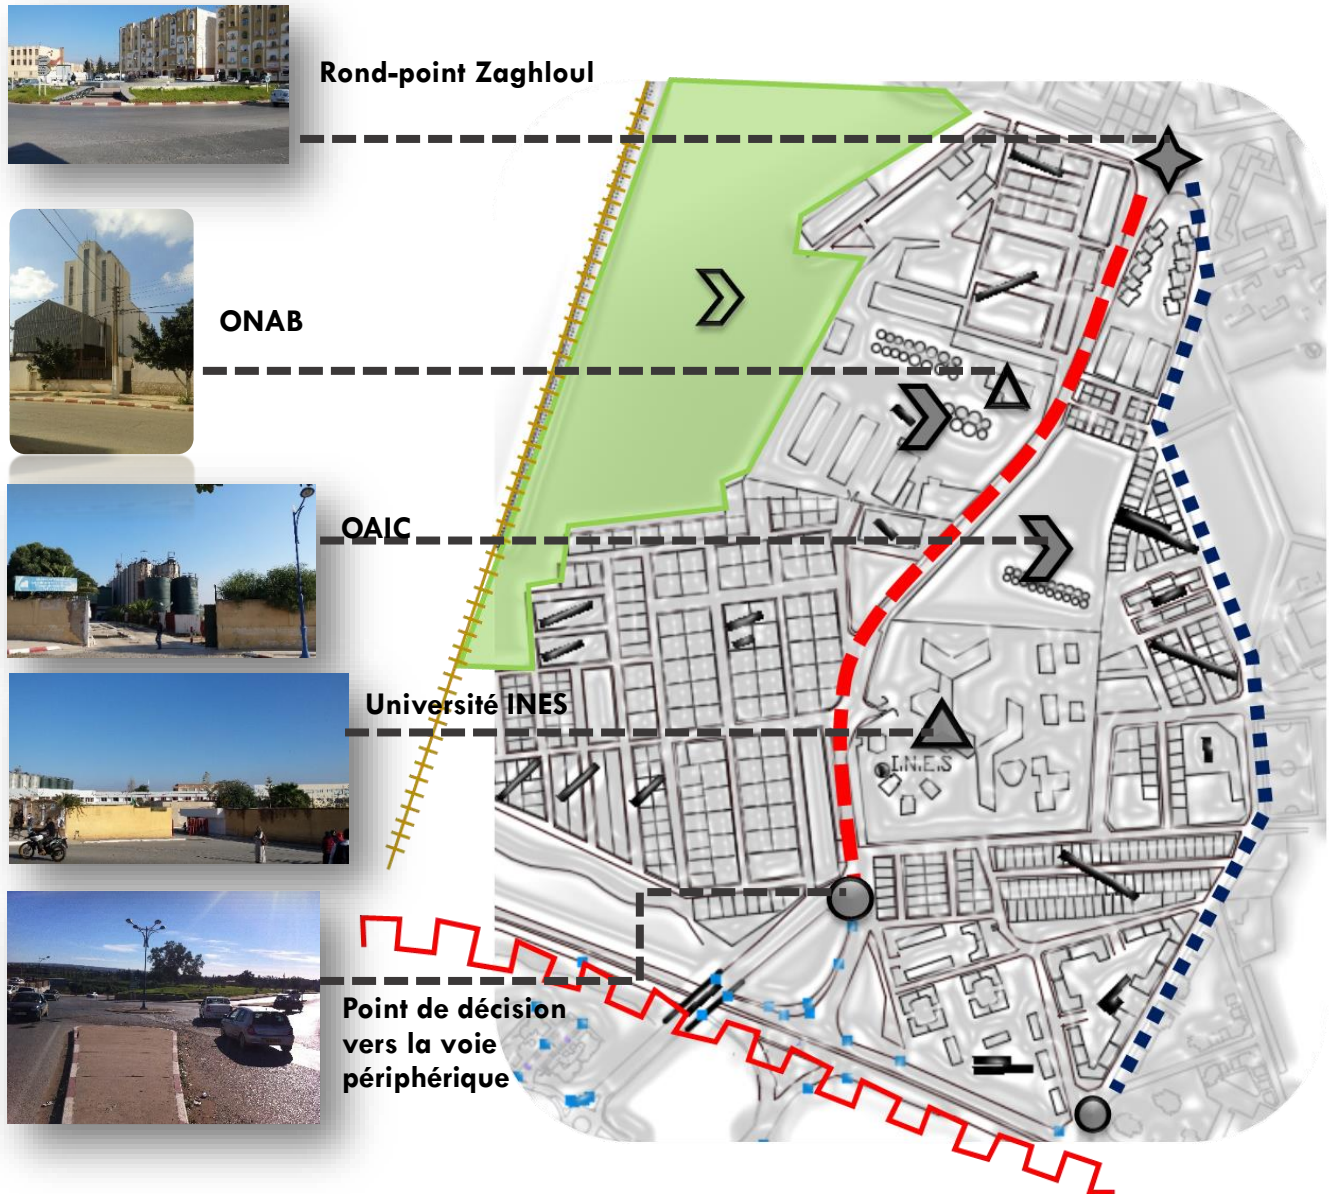 Rond-point Zaghloul
ONAB
OAIC
Université INES
I.N.E.S
Point de décision
vers la voie
périphérique